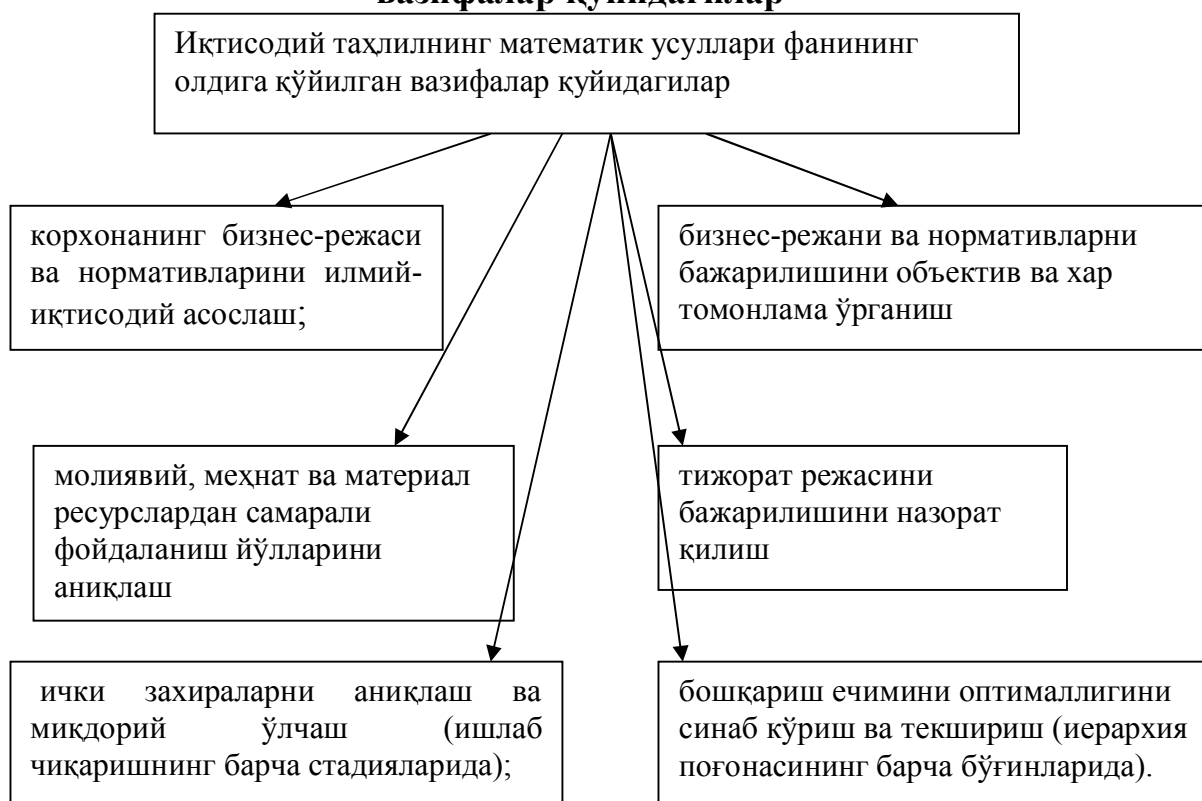 вазифалар қуйидагилар
Иқтисодий таҳлилнинг математик усуллари фанининг
олдига қўйилган вазифалар қуйидагилар
корхонанинг бизнес-режаси
ва нормативларини илмий-
иқтисодий асослаш;
бизнес-режани ва нормативларни
бажарилишини объектив ва хар
томонлама ўрганиш
молиявий, меҳнат ва материал
ресурслардан самарали
фойдаланиш йўлларини
аниқлаш
тижорат режасини
бажарилишини назорат
қилиш
ички захираларни аниқлаш ва
миқдорий ўлчаш (ишлаб
чиқаришнинг барча стадияларида);
бошқариш ечимини оптималлигини
синаб кўриш ва текшириш (иерархия
поғонасининг барча бўғинларида).